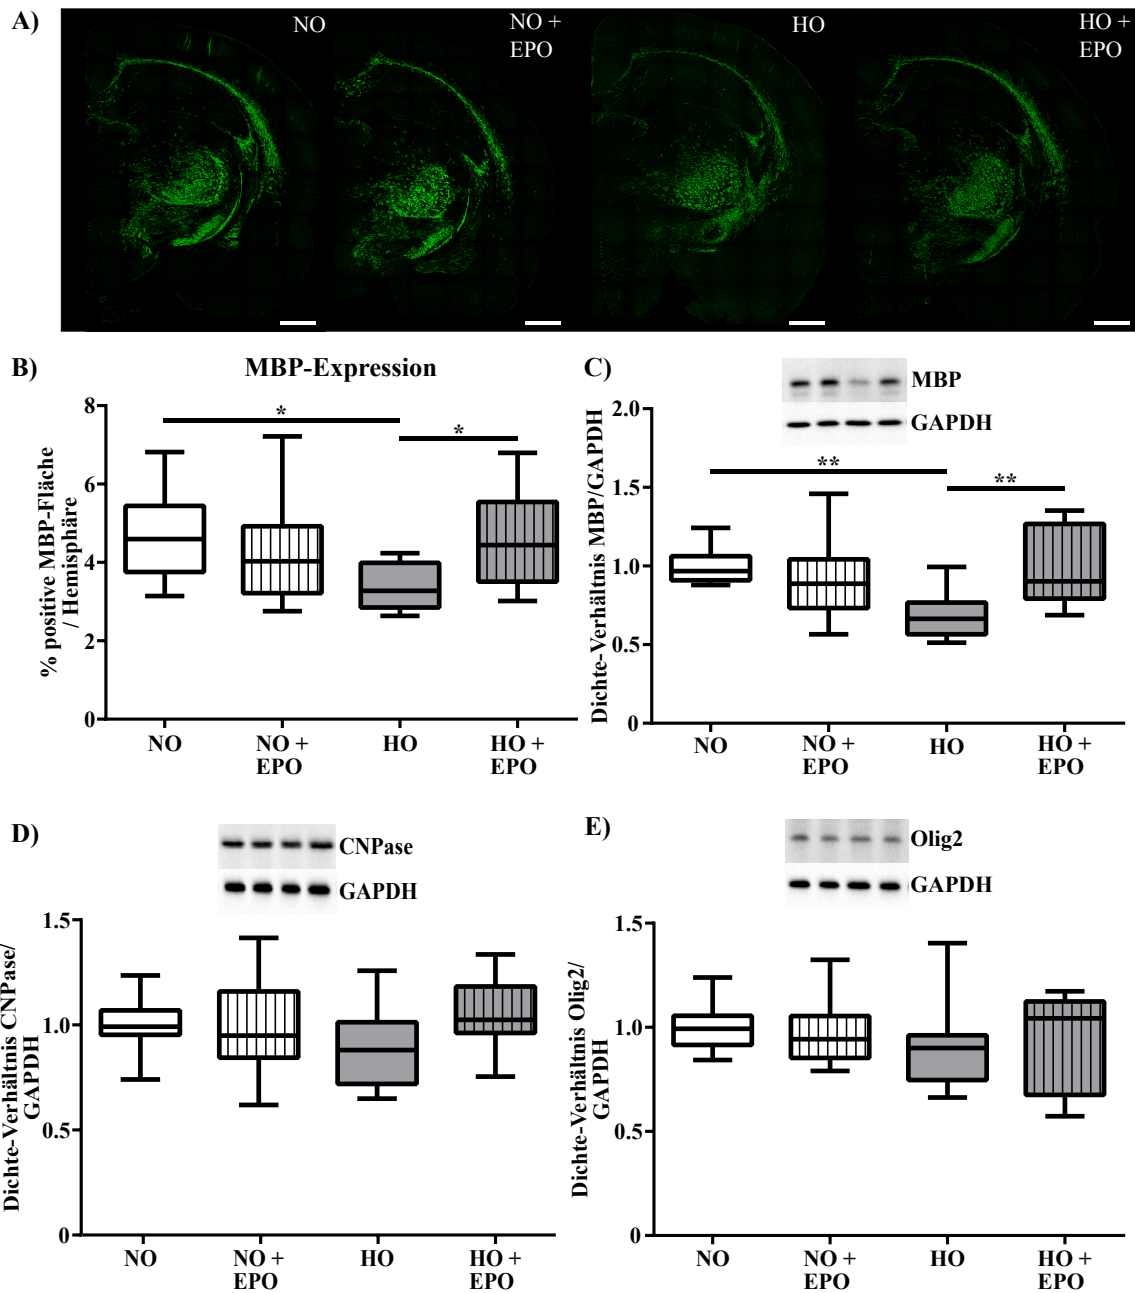 A)
NO
NO +
EPO
HO
HO +
EPO
B)
MBP-Expression
% positive MBP-Fläche
/ Hemisphäre
8
6
4
2
0
*
*
NO
NO +
EPO
HO
HO +
EPO
C)
MBP
GAPDH
Dichte-Verhältnis MBP/GAPDH
2.0
1.5
1.0
0.5
0
**
**
NO
NO +
EPO
HO
HO +
EPO
D)
CNPase
GAPDH
Dichte-Verhältnis CNPase/
GAPDH
1.5
1.0
0.5
0
NO
NO +
EPO
HO
HO +
EPO
E)
Olig2
GAPDH
Dichte-Verhältnis Olig2/
GAPDH
1.5
1.0
0.5
0
NO
NO +
EPO
HO
HO +
EPO